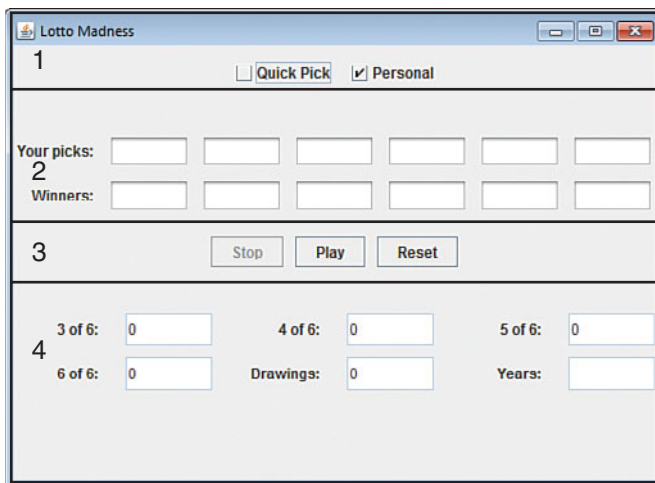 Lotto Madness
1
Quick Pick Personal
Your picks:
2
Winners:
3 Stop Play Reset
3 of 6: 0 4 of 6: 0 5 of 6: 0
4
6 of 6: 0 Drawings: 0 Years: